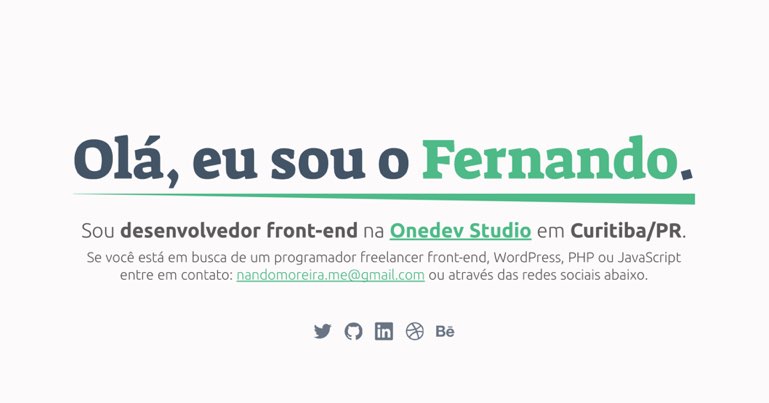 Olá, eu sou o Fernando.
Sou desenvolvedor front-end na Onedev Studio em Curitiba/PR.
Se você está em busca de um programador freelancer front-end, WordPress, PHP ou JavaScript
entre em contato: nandomoreira.me@gmail.com ou através das redes sociais abaixo.
in
Bē